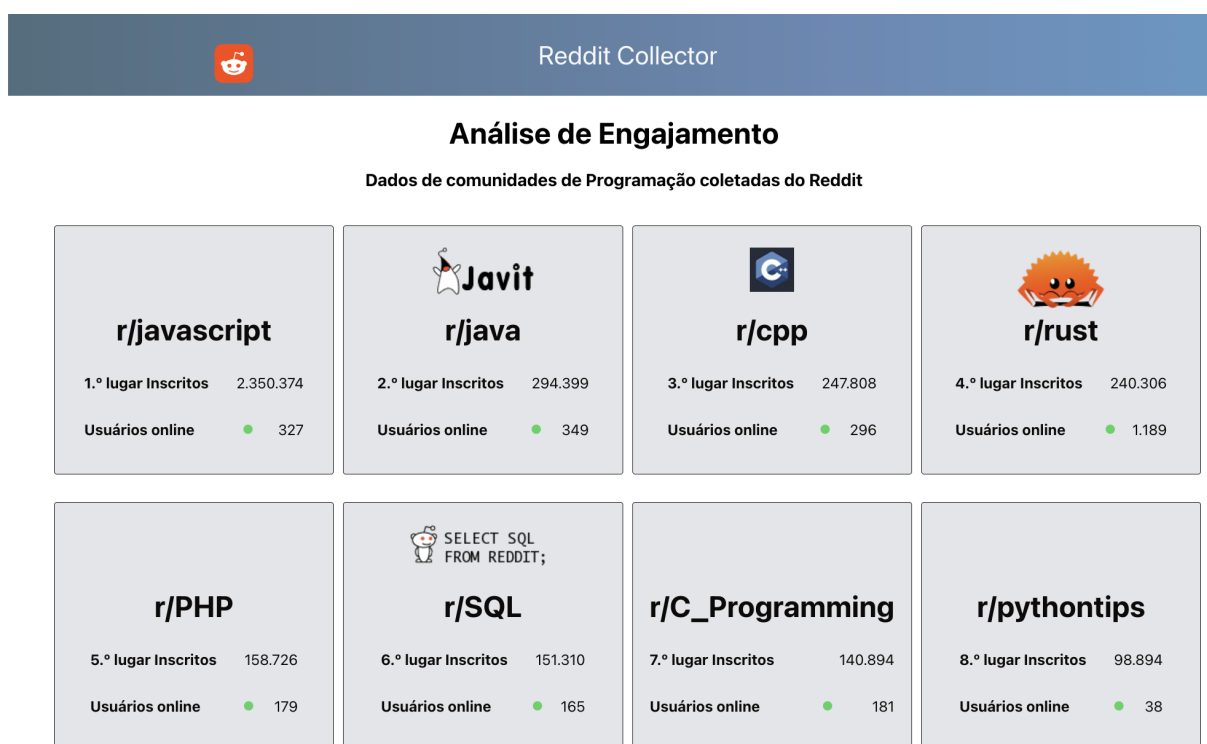 Reddit Collector
Análise de Engajamento
Dados de comunidades de Programação coletadas do Reddit
r/javascript
1.º lugar Inscritos 2.350.374
Usuários online 327
Javit
r/java
2.º lugar Inscritos 294.399
Usuários online 349
C++
r/cpp
3.º lugar Inscritos 247.808
Usuários online 296
r/rust
4.º lugar Inscritos 240.306
Usuários online 1.189
r/PHP
5.º lugar Inscritos 158.726
Usuários online 179
SELECT SQL
FROM REDDIT;
r/SQL
6.º lugar Inscritos 151.310
Usuários online 165
r/C_Programming
7.º lugar Inscritos 140.894
Usuários online 181
r/pythontips
8.º lugar Inscritos 98.894
Usuários online 38